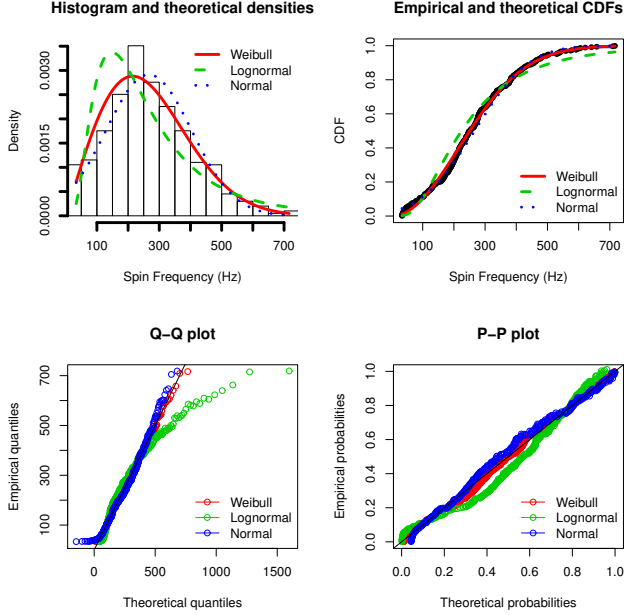 Histogram and theoretical densities
Density
0.0000 0.0015 0.0030
Weibull
Lognormal
Normal
100 300 500 700
Spin Frequency (Hz)
Empirical and theoretical CDFs
CDF
0.0 0.2 0.4 0.6 0.8 1.0
Weibull
Lognormal
Normal
100 300 500 700
Spin Frequency (Hz)
Q−Q plot
Empirical quantiles
100 300 500 700
Weibull
Lognormal
Normal
0 500 1000 1500
Theoretical quantiles
P−P plot
Empirical probabilities
0.0 0.2 0.4 0.6 0.8 1.0
Weibull
Lognormal
Normal
0.0 0.2 0.4 0.6 0.8 1.0
Theoretical probabilities